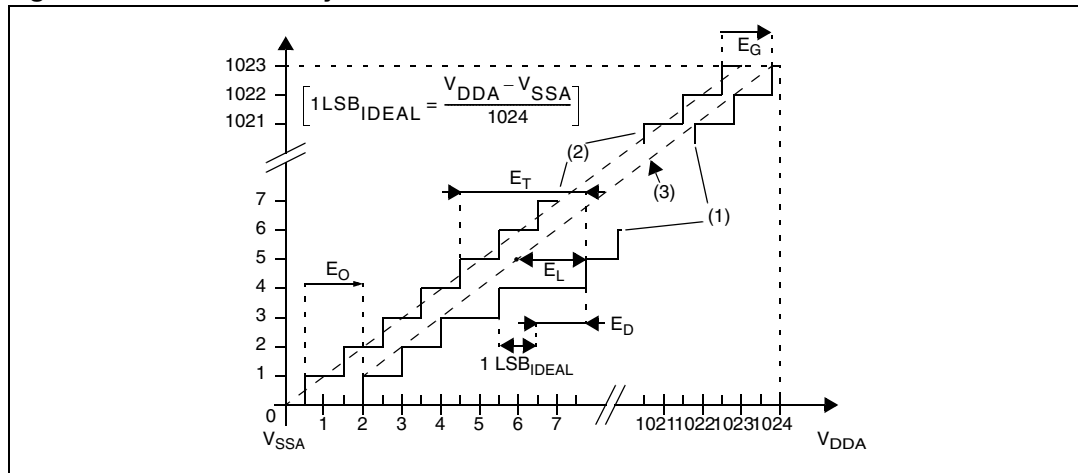 E_G
1023
1022
1021
[1LSB_IDEAL = (V_DDA − V_SSA) / 1024]
(2)
(3)
(1)
E_T
7
6
5
4
3
2
1
0
E_O
E_L
E_D
1 LSB_IDEAL
1 2 3 4 5 6 7 1021 1022 1023 1024
V_SSA
V_DDA